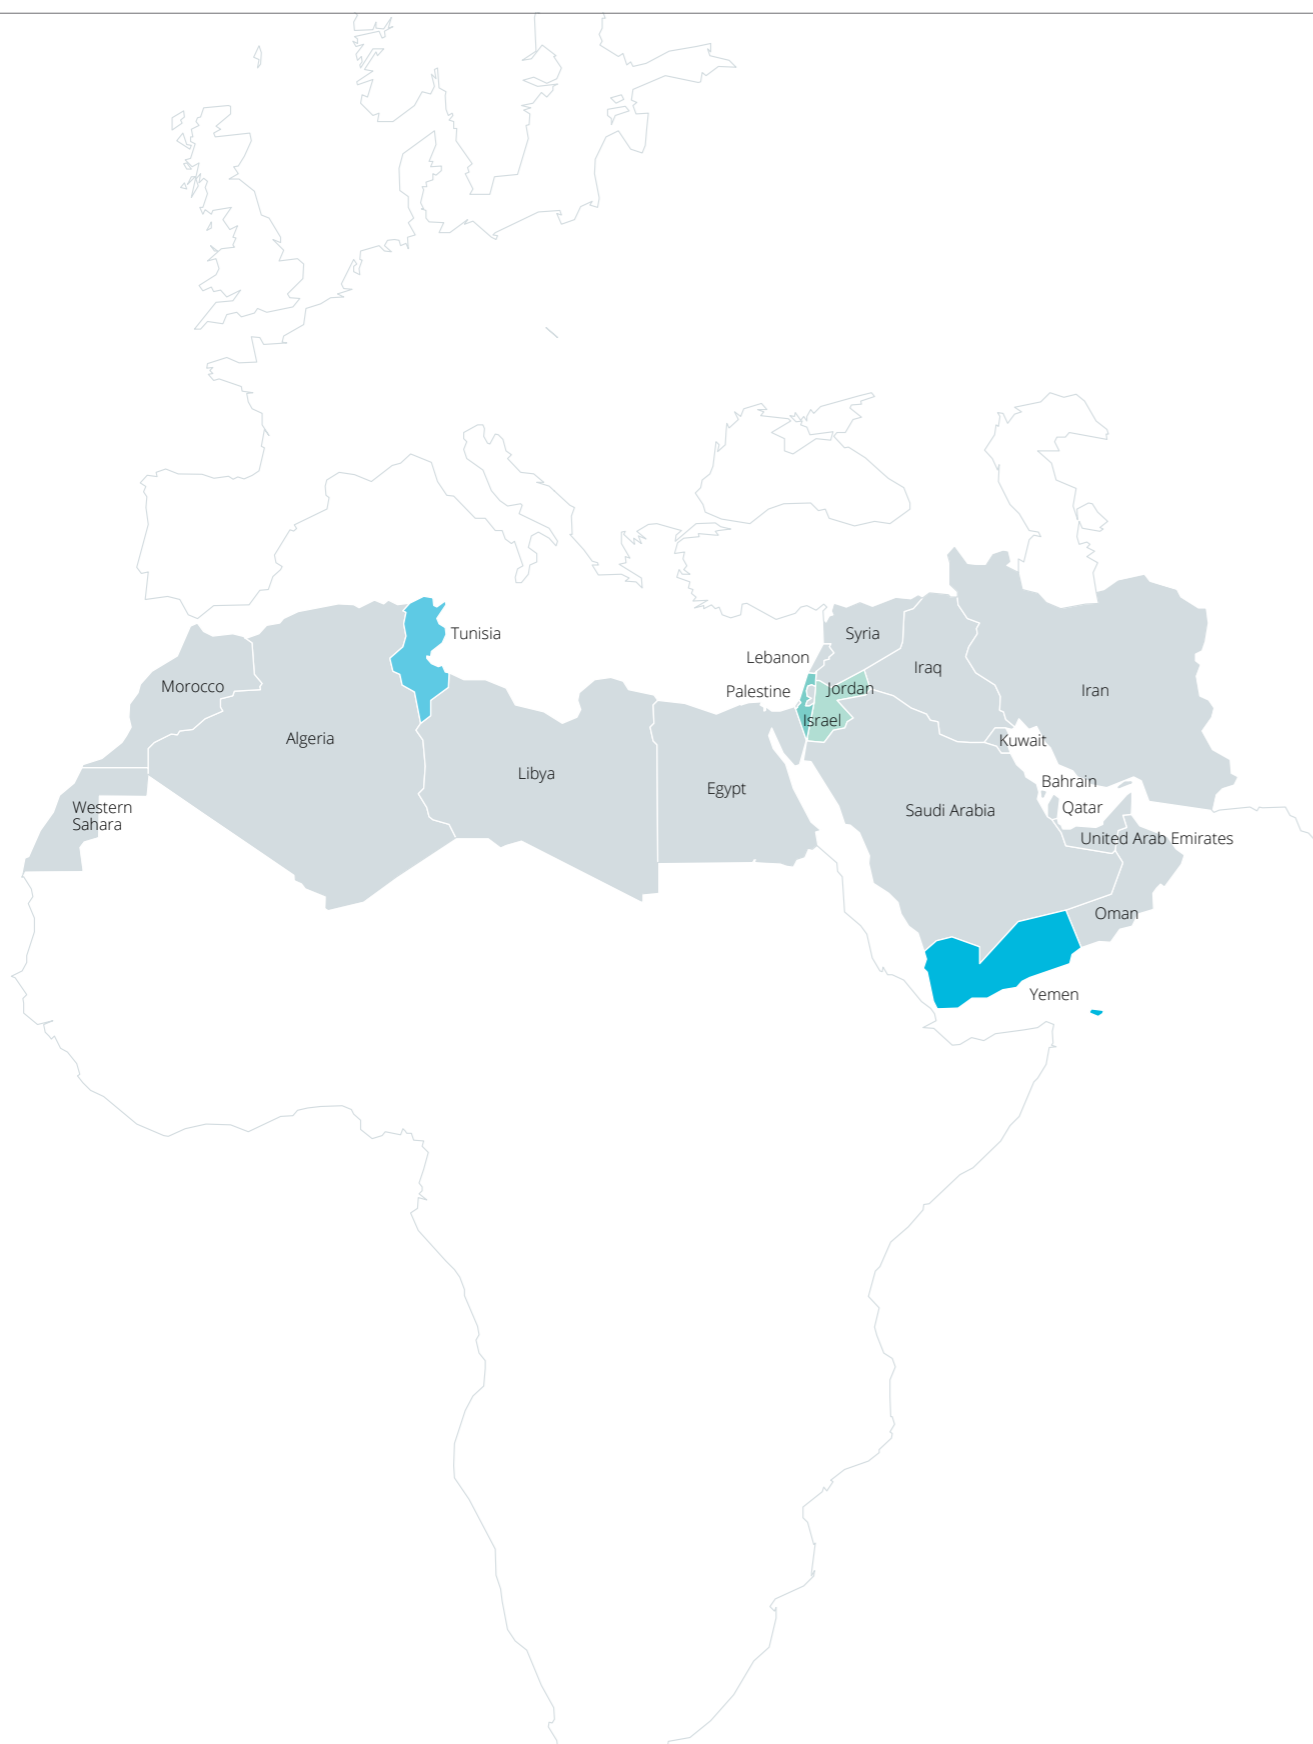 Tunisia
Syria
Lebanon
Iraq
Morocco
Palestine
Jordan
Iran
Israel
Algeria
Kuwait
Libya
Bahrain
Egypt
Western
Sahara
Saudi Arabia
Qatar
United Arab Emirates
Oman
Yemen